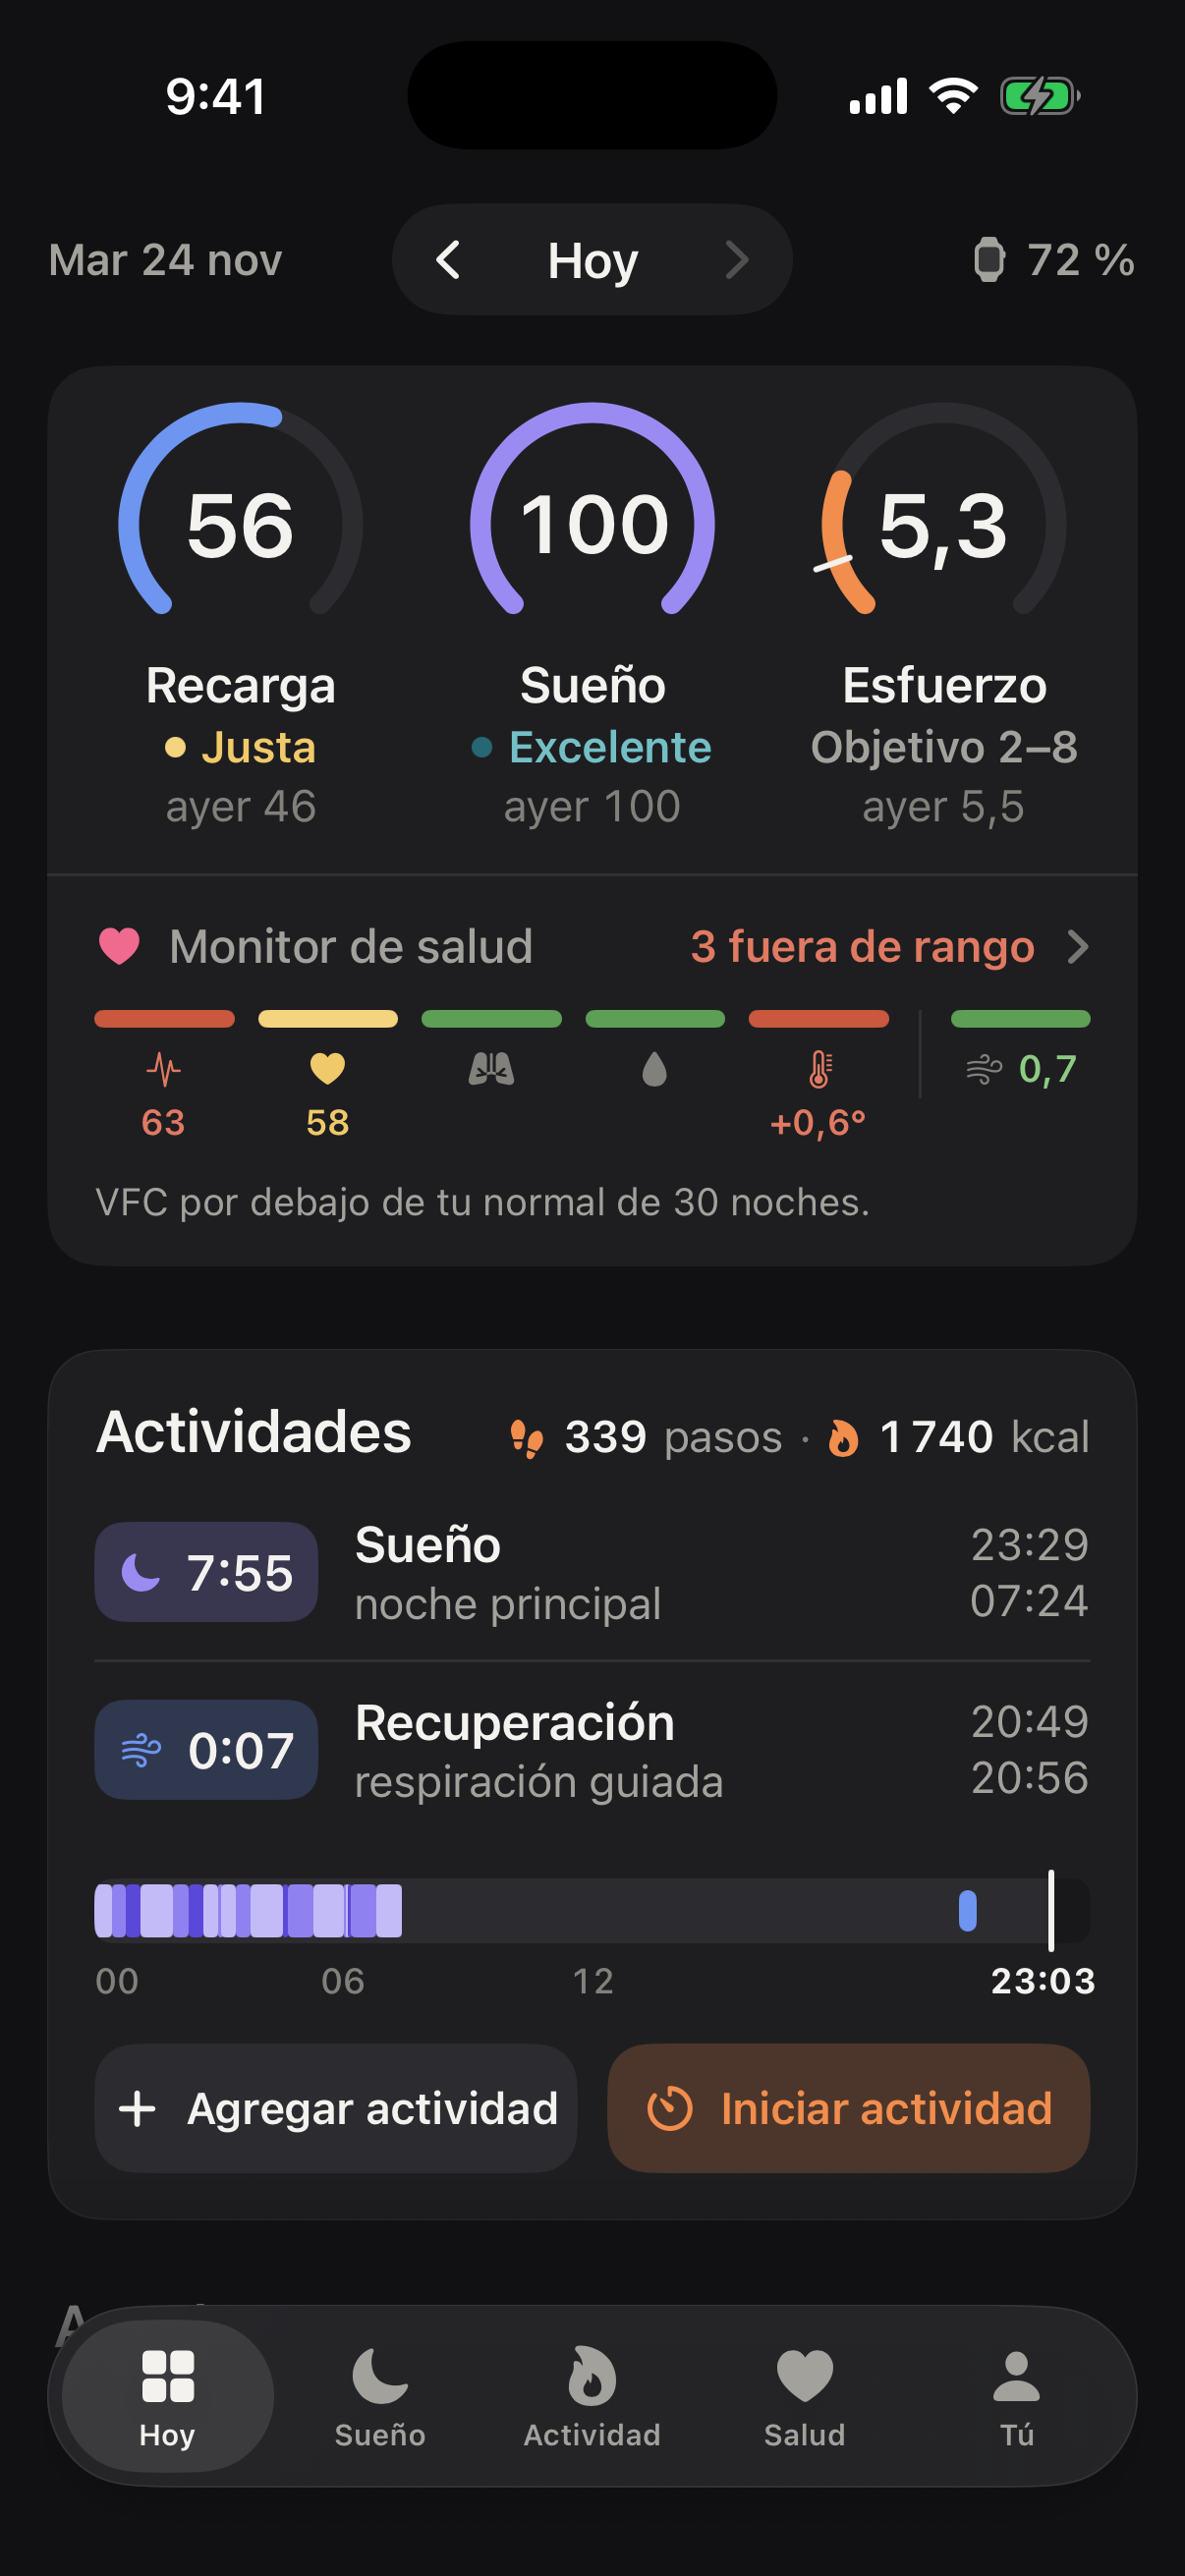 9:41
Mar 24 nov
Hoy
72 %
56
100
5,3
Recarga
Sueño
Esfuerzo
Justa
Excelente
Objetivo 2–8
ayer 46
ayer 100
ayer 5,5
Monitor de salud
3 fuera de rango
0,7
63
58
+0,6°
VFC por debajo de tu normal de 30 noches.
Actividades
339 pasos · 1 740 kcal
7:55
Sueño
noche principal
23:29
07:24
0:07
Recuperación
respiración guiada
20:49
20:56
00
06
12
23:03
Agregar actividad
Iniciar actividad
Hoy
Sueño
Actividad
Salud
Tú